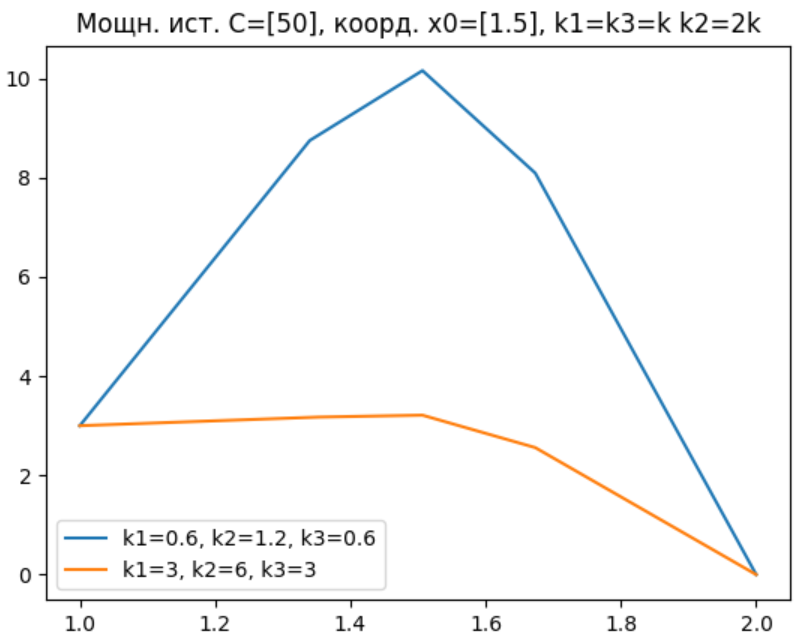 Мощн. ист. C=[50], коорд. x0=[1.5], k1=k3=k k2=2k
10
8
6
4
2
0
k1=0.6, k2=1.2, k3=0.6
k1=3, k2=6, k3=3
1.0 1.2 1.4 1.6 1.8 2.0